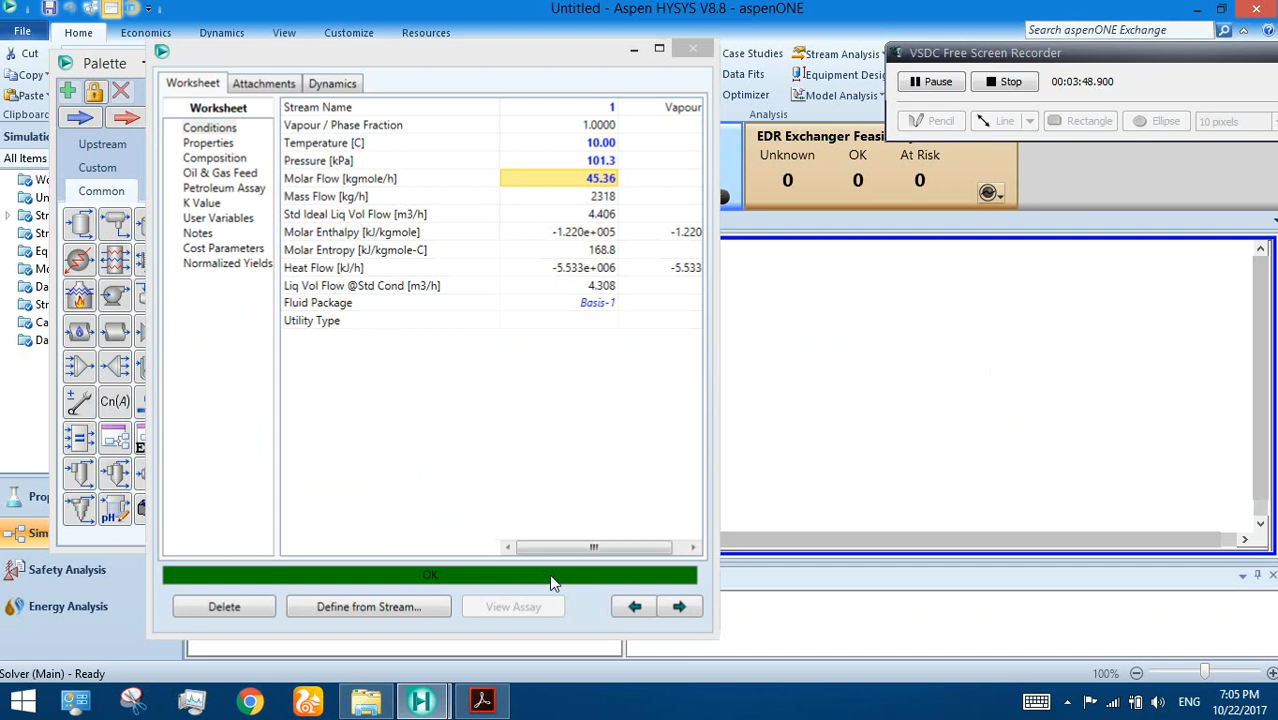 Untitled - Aspen HYSYS V8.8 - aspenONE
File Home Economics Dynamics View Customize Resources
Search aspenONE Exchange
Cut
Copy
Paste
Clipboard
Palette
Upstream
Custom
Common
Cn(A)
pH
Simulati
All Items
Pro
Sim
Safety Analysis
Energy Analysis
Worksheet Attachments Dynamics
Worksheet
Conditions
Properties
Composition
Oil & Gas Feed
Petroleum Assay
K Value
User Variables
Notes
Cost Parameters
Normalized Yields
Stream Name 1 Vapour
Vapour / Phase Fraction 1.0000
Temperature [C] 10.00
Pressure [kPa] 101.3
Molar Flow [kgmole/h] 45.36
Mass Flow [kg/h] 2318
Std Ideal Liq Vol Flow [m3/h] 4.406
Molar Enthalpy [kJ/kgmole] -1.220e+005 -1.220
Molar Entropy [kJ/kgmole-C] 168.8
Heat Flow [kJ/h] -5.533e+006 -5.533
Liq Vol Flow @Std Cond [m3/h] 4.308
Fluid Package Basis-1
Utility Type
OK
Delete Define from Stream... View Assay
Case Studies Stream Analysis
Data Fits Equipment Desig
Optimizer Model Analysis
Analysis
VSDC Free Screen Recorder
Pause Stop 00:03:48.900
Pencil Line Rectangle Ellipse 10 pixels
EDR Exchanger Feasi
Unknown OK At Risk
0 0 0
Solver (Main) - Ready
100%
ENG
7:05 PM
10/22/2017